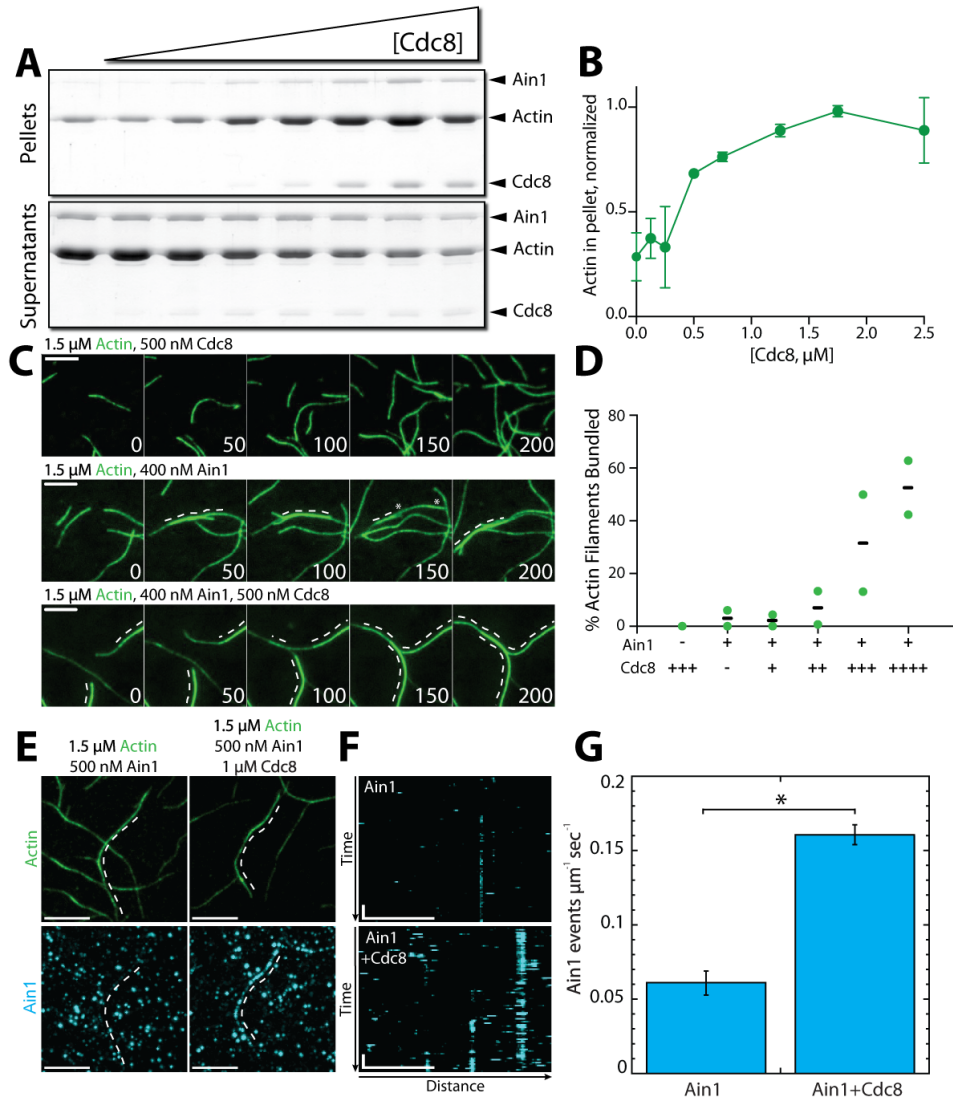 [Cdc8]
A
Pellets
Ain1
Actin
Cdc8
Supernatants
Ain1
Actin
Cdc8
B
Actin in pellet, normalized
1.0
0.5
0.0
0.0 0.5 1.0 1.5 2.0 2.5
[Cdc8, μM]
C
1.5 μM Actin, 500 nM Cdc8
0 50 100 150 200
1.5 μM Actin, 400 nM Ain1
* *
0 50 100 150 200
1.5 μM Actin, 400 nM Ain1, 500 nM Cdc8
0 50 100 150 200
D
% Actin Filaments Bundled
80
60
40
20
0
Ain1 - + + + + +
Cdc8 +++ - + ++ +++ ++++
E
1.5 μM Actin
500 nM Ain1
1.5 μM Actin
500 nM Ain1
1 μM Cdc8
Actin
Ain1
F
Ain1
Time
Ain1
+Cdc8
Time
Distance
G
Ain1 events μm⁻¹ sec⁻¹
0.2
0.15
0.1
0.05
0
*
Ain1 Ain1+Cdc8